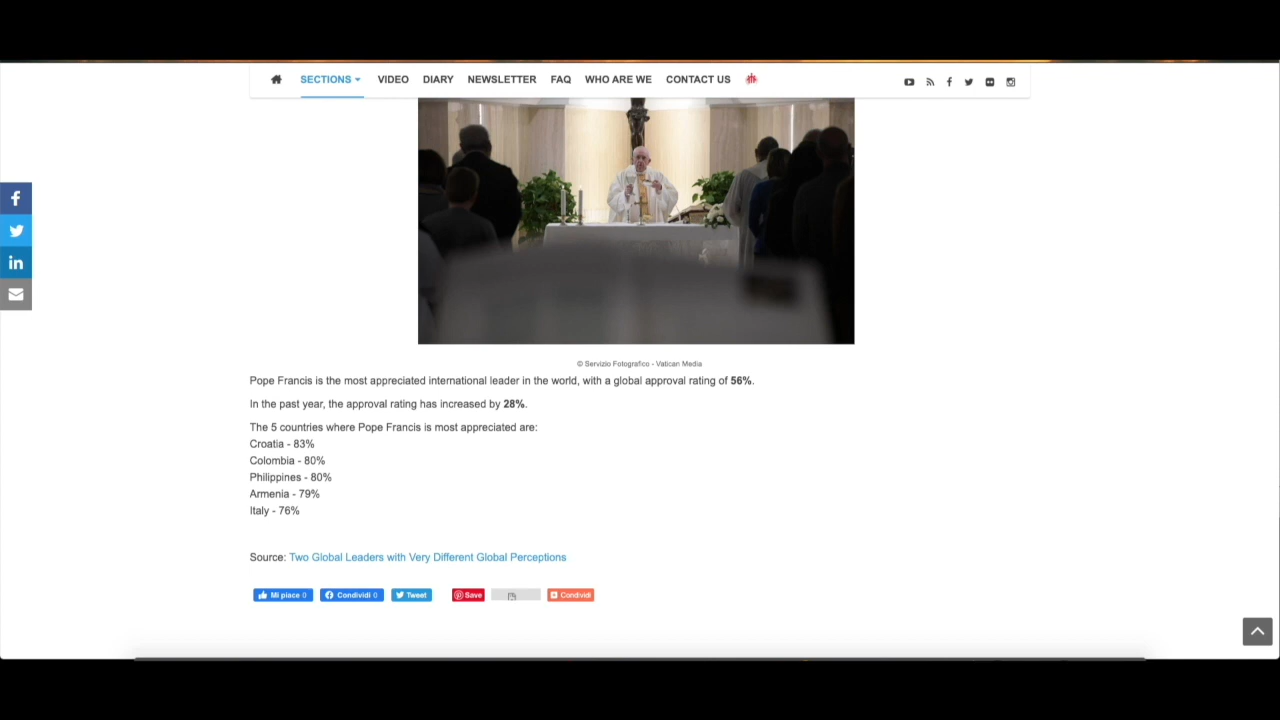 SECTIONS VIDEO DIARY NEWSLETTER FAQ WHO ARE WE CONTACT US
© Servizio Fotografico - Vatican Media
Pope Francis is the most appreciated international leader in the world, with a global approval rating of 56%.
In the past year, the approval rating has increased by 28%.
The 5 countries where Pope Francis is most appreciated are:
Croatia - 83%
Colombia - 80%
Philippines - 80%
Armenia - 79%
Italy - 76%
Source: Two Global Leaders with Very Different Global Perceptions
Mi piace 0 Condividi 0 Tweet Save Condividi